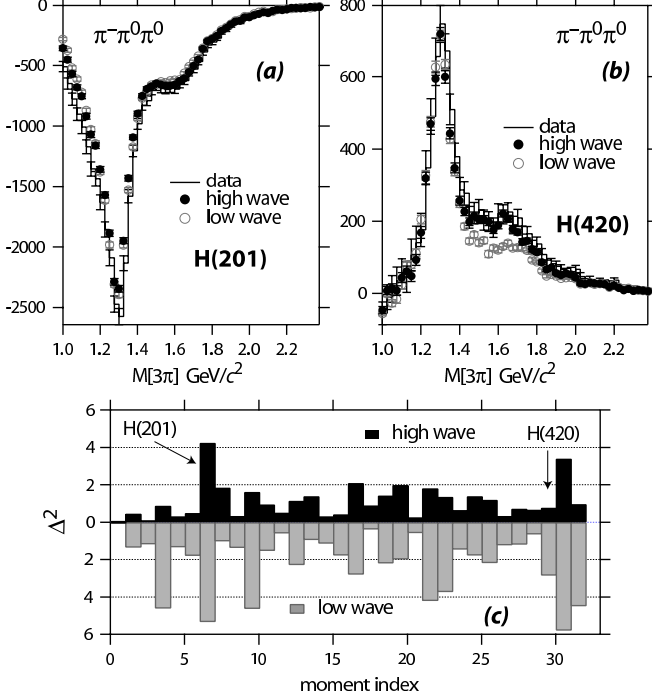 0
-500
-1000
-1500
-2000
-2500
π⁻π⁰π⁰
(a)
data
high wave
low wave
H(201)
1.0 1.2 1.4 1.6 1.8 2.0 2.2
M[3π] GeV/c²
800
600
400
200
0
π⁻π⁰π⁰
(b)
data
high wave
low wave
H(420)
1.0 1.2 1.4 1.6 1.8 2.0 2.2
M[3π] GeV/c²
6
4
2
0
2
4
6
Δ²
H(201)
high wave
H(420)
low wave
(c)
0 5 10 15 20 25 30
moment index